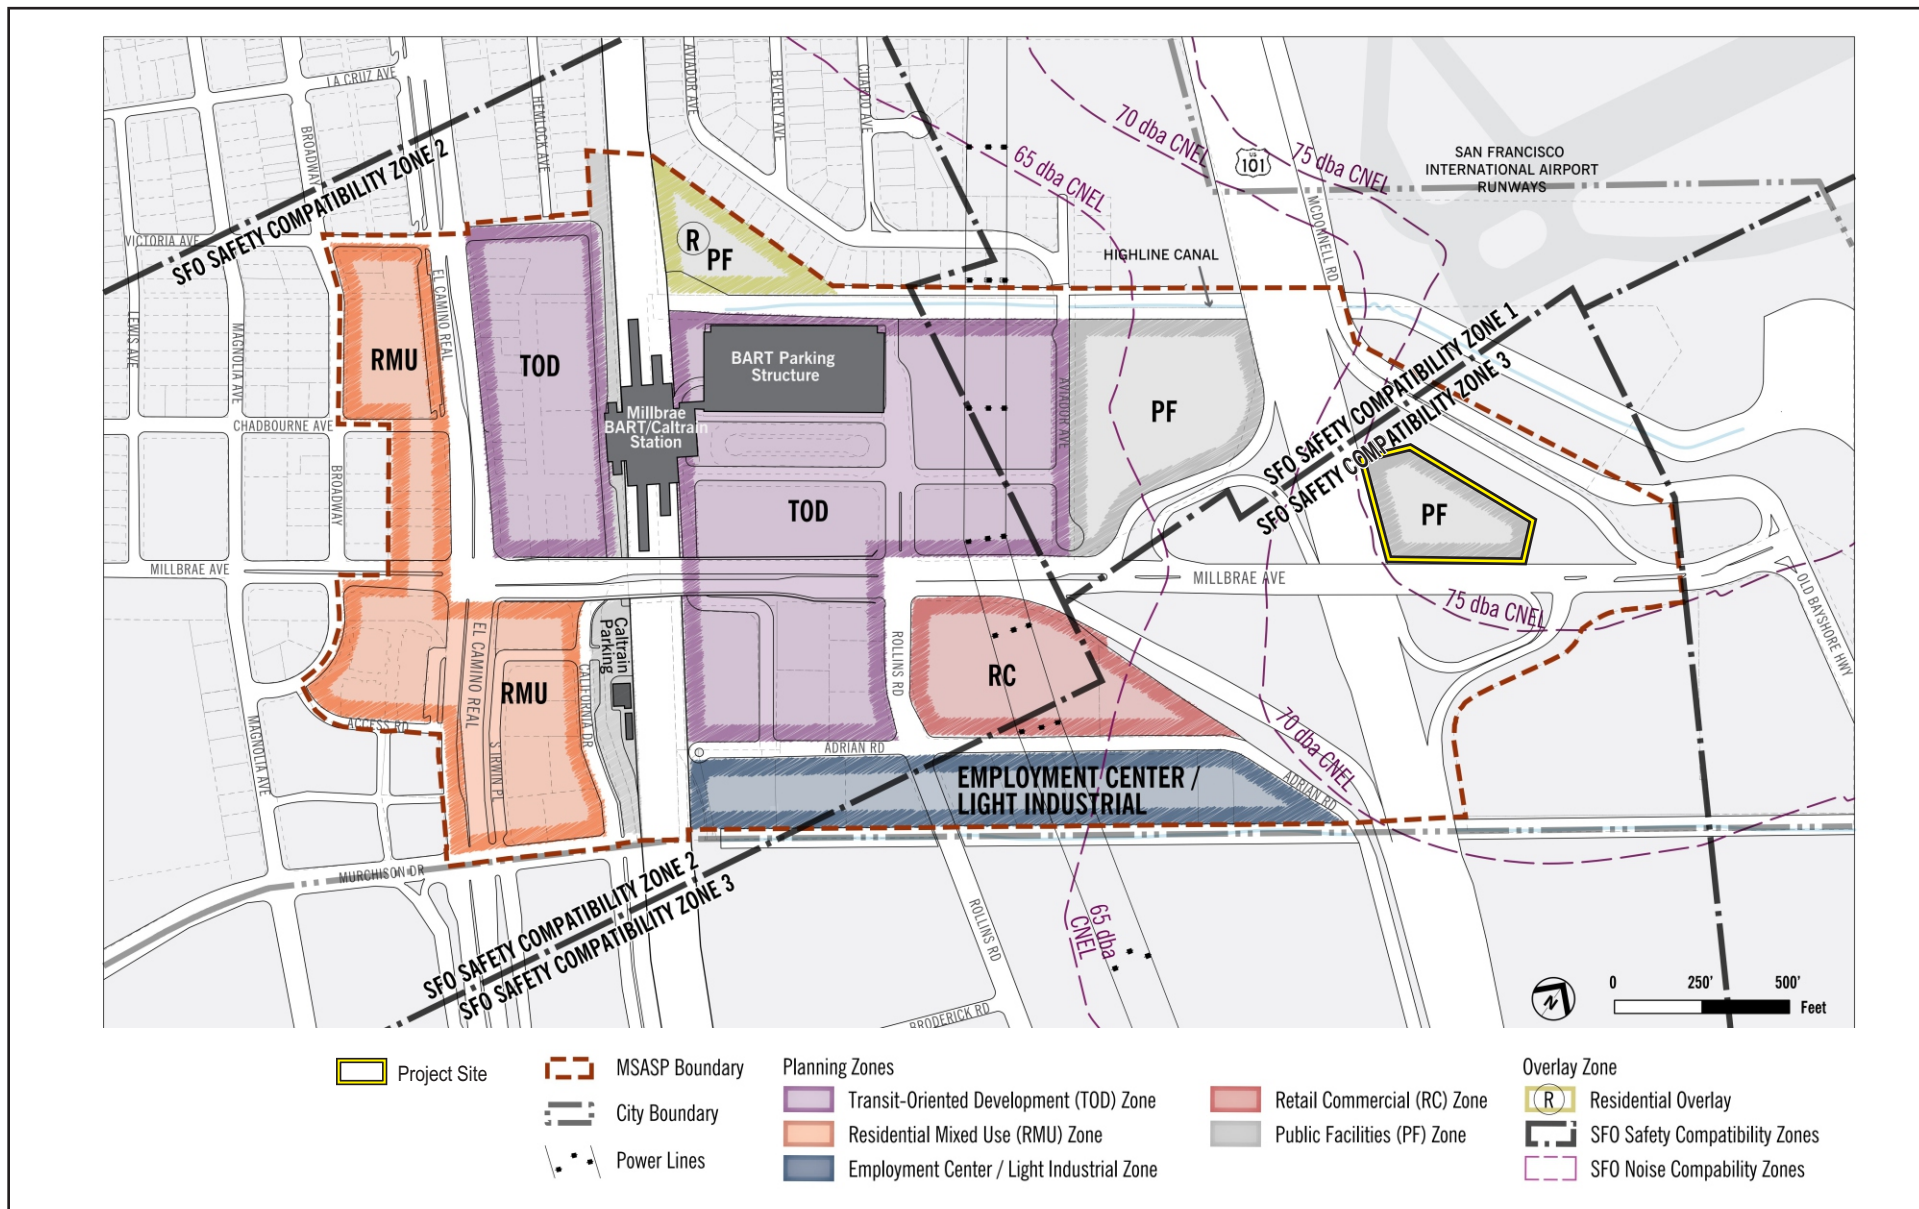 LA CRUZ AVE
BROADWAY
HEMLOCK AVE
AVIADOR AVE
BEVERLY AVE
CUARDO AVE
SFO SAFETY COMPATIBILITY ZONE 2
VICTORIA AVE
LEWIS AVE
MAGNOLIA AVE
EL CAMINO REAL
RMU
CHADBOURNE AVE
BROADWAY
MILLBRAE AVE
TOD
R
PF
BART Parking
Structure
Millbrae
BART/Caltrain
Station
TOD
AVIADOR AVE
PF
65 dba CNEL
70 dba CNEL
US
101
75 dba CNEL
MCDONNELL RD
SAN FRANCISCO
INTERNATIONAL AIRPORT
RUNWAYS
HIGHLINE CANAL
SFO SAFETY COMPATIBILITY ZONE 1
SFO SAFETY COMPATIBILITY ZONE 3
PF
MILLBRAE AVE
75 dba CNEL
OLD BAYSHORE HWY
MAGNOLIA AVE
ACCESS RD
EL CAMINO REAL
RMU
S IRWIN PL
CALIFORNIA DR
Caltrain
Parking
ROLLINS RD
RC
ADRIAN RD
EMPLOYMENT CENTER /
LIGHT INDUSTRIAL
70 dba CNEL
ADRIAN RD
MURCHISON DR
SFO SAFETY COMPATIBILITY ZONE 2
SFO SAFETY COMPATIBILITY ZONE 3
ROLLINS RD
65 dba
CNEL
BRODERICK RD
N
0 250' 500'
Feet
Project Site
MSASP Boundary
City Boundary
Power Lines
Planning Zones
Transit-Oriented Development (TOD) Zone
Residential Mixed Use (RMU) Zone
Employment Center / Light Industrial Zone
Retail Commercial (RC) Zone
Public Facilities (PF) Zone
Overlay Zone
R Residential Overlay
SFO Safety Compatibility Zones
SFO Noise Compability Zones